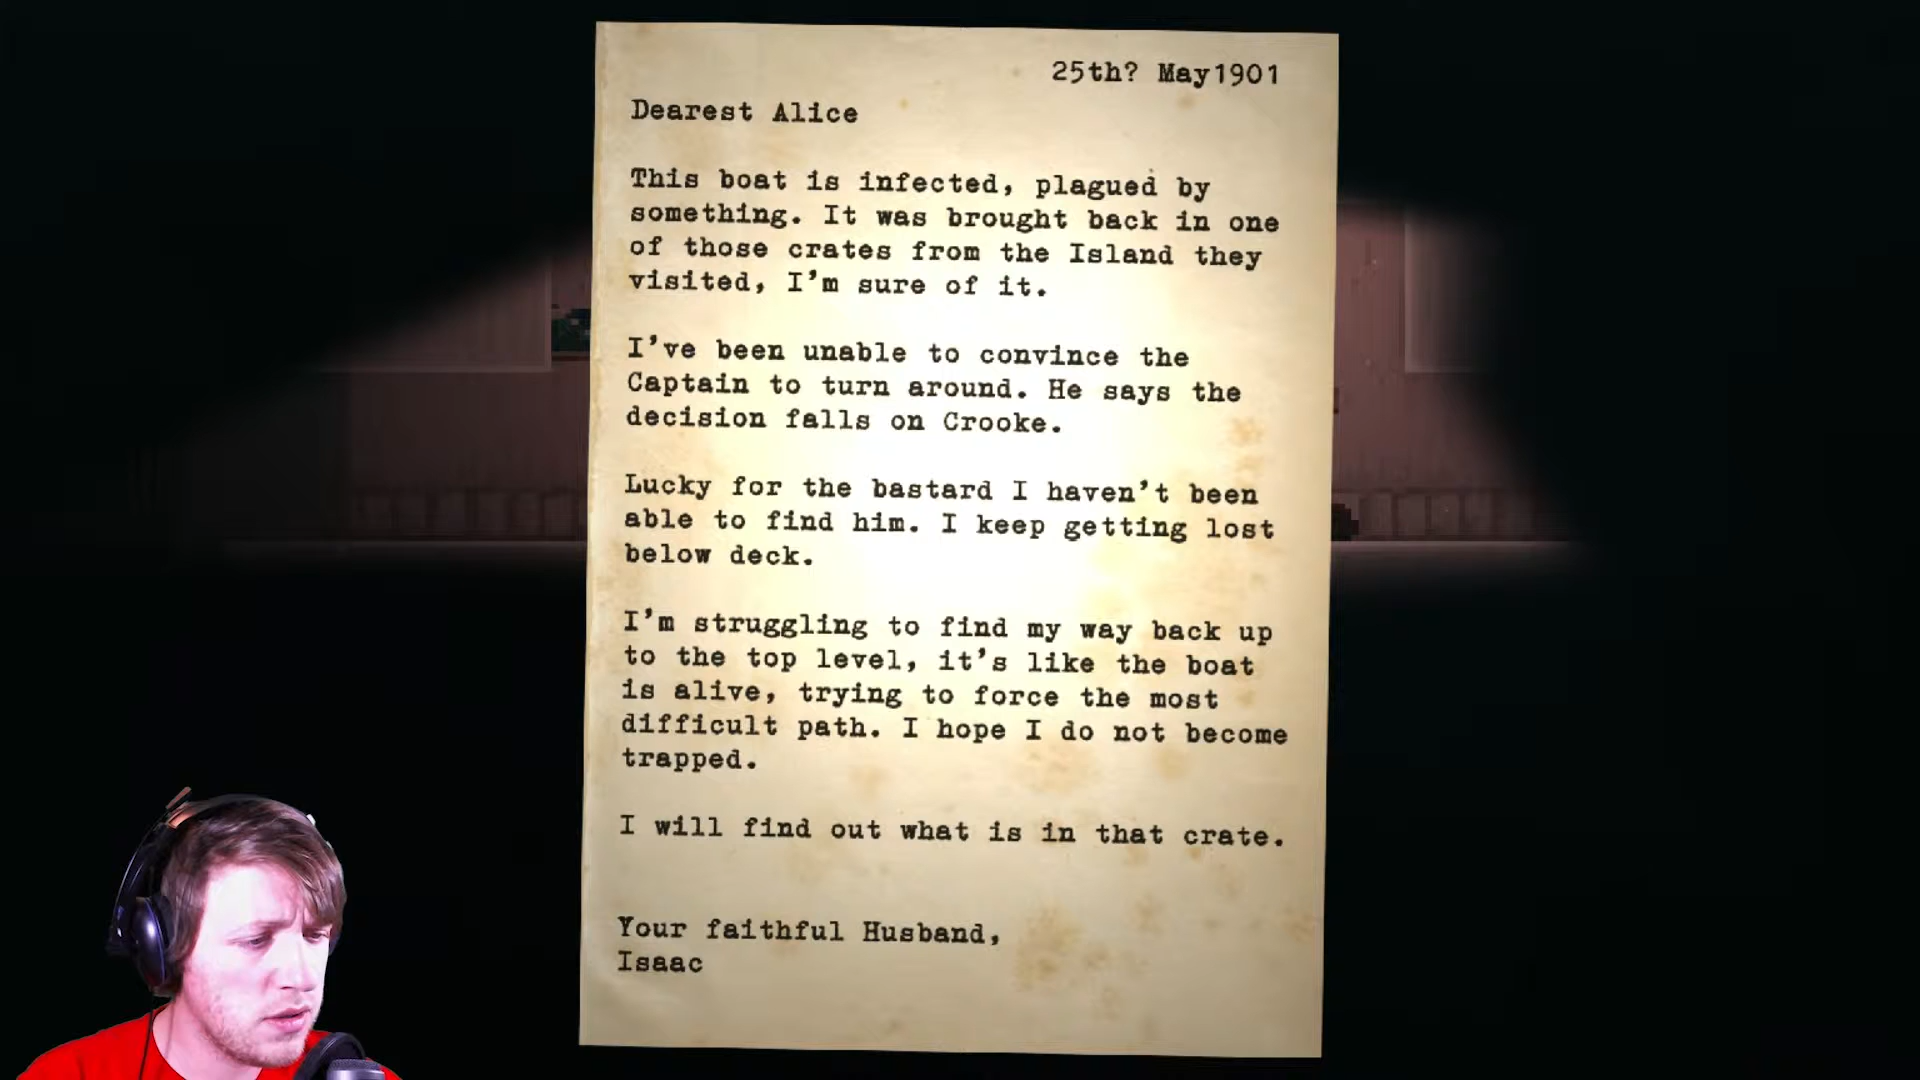 25th? May1901
Dearest Alice
This boat is infected, plagued by
something. It was brought back in one
of those crates from the Island they
visited, I'm sure of it.
I've been unable to convince the
Captain to turn around. He says the
decision falls on Crooke.
Lucky for the bastard I haven't been
able to find him. I keep getting lost
below deck.
I'm struggling to find my way back up
to the top level, it's like the boat
is alive, trying to force the most
difficult path. I hope I do not become
trapped.
I will find out what is in that crate.
Your faithful Husband,
Isaac